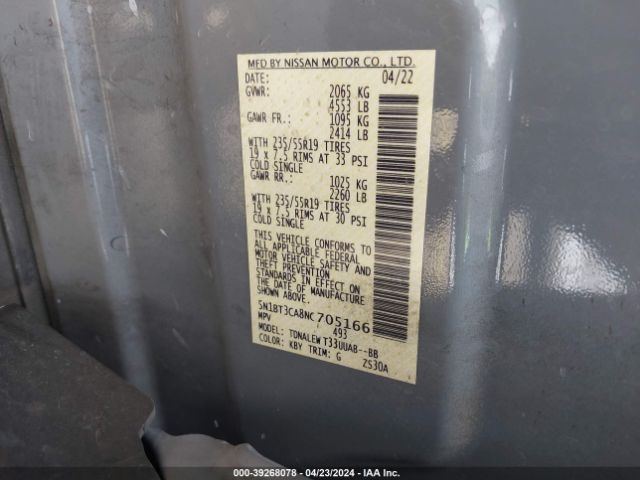 MFD BY NISSAN MOTOR CO., LTD.
DATE: 04/22
GVWR: 2065 KG
4553 LB
GAWR FR.: 1095 KG
2414 LB
WITH 235/55R19 TIRES
19 x 7.5 RIMS AT 33 PSI
COLD SINGLE
GAWR RR.: 1025 KG
2260 LB
WITH 235/55R19 TIRES
19 x 7.5 RIMS AT 30 PSI
COLD SINGLE
THIS VEHICLE CONFORMS TO
ALL APPLICABLE FEDERAL
MOTOR VEHICLE SAFETY AND
THEFT PREVENTION
STANDARDS IN EFFECT ON
THE DATE OF MANUFACTURE
SHOWN ABOVE.
5N1BT3CA8NC705166
MPV 493
MODEL: TDNALEW T33UUAB--BB
COLOR: KBY TRIM: G ZS30A
000-39268078 - 04/23/2024 - IAA Inc.